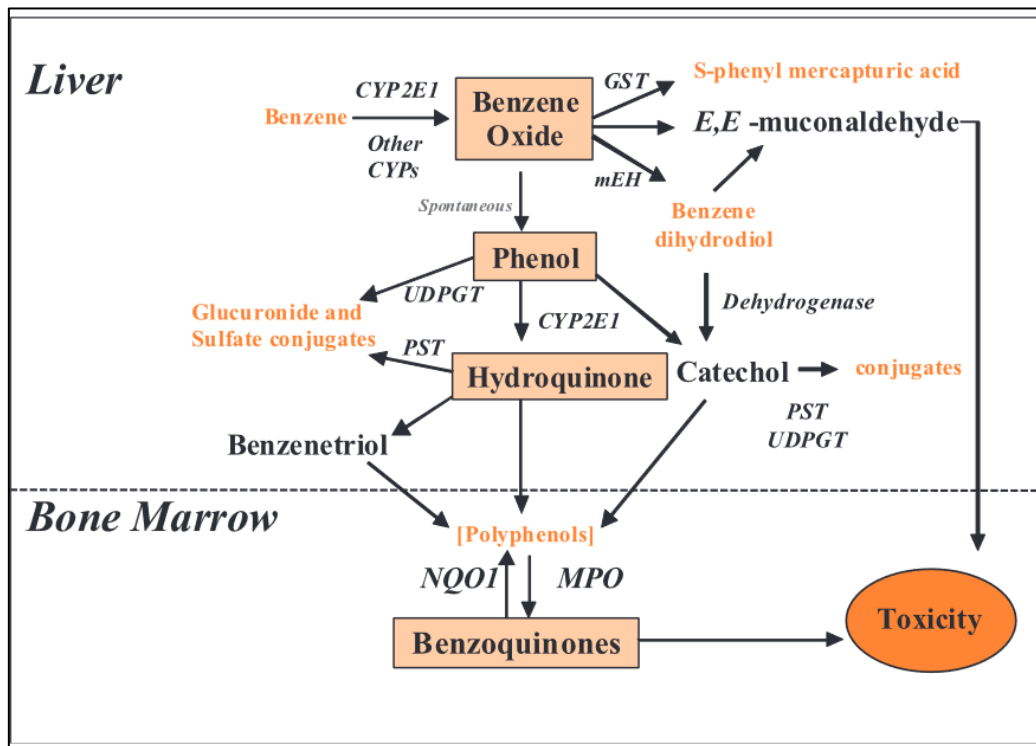 Liver
CYP2E1
Benzene
Other
CYPs
Benzene
Oxide
GST
S-phenyl mercapturic acid
E,E -muconaldehyde
mEH
Spontaneous
Benzene
dihydrodiol
Phenol
UDPGT
Dehydrogenase
Glucuronide and
Sulfate conjugates
CYP2E1
PST
Hydroquinone
Catechol
conjugates
PST
UDPGT
Benzenetriol
Bone Marrow
[Polyphenols]
NQO1
MPO
Benzoquinones
Toxicity